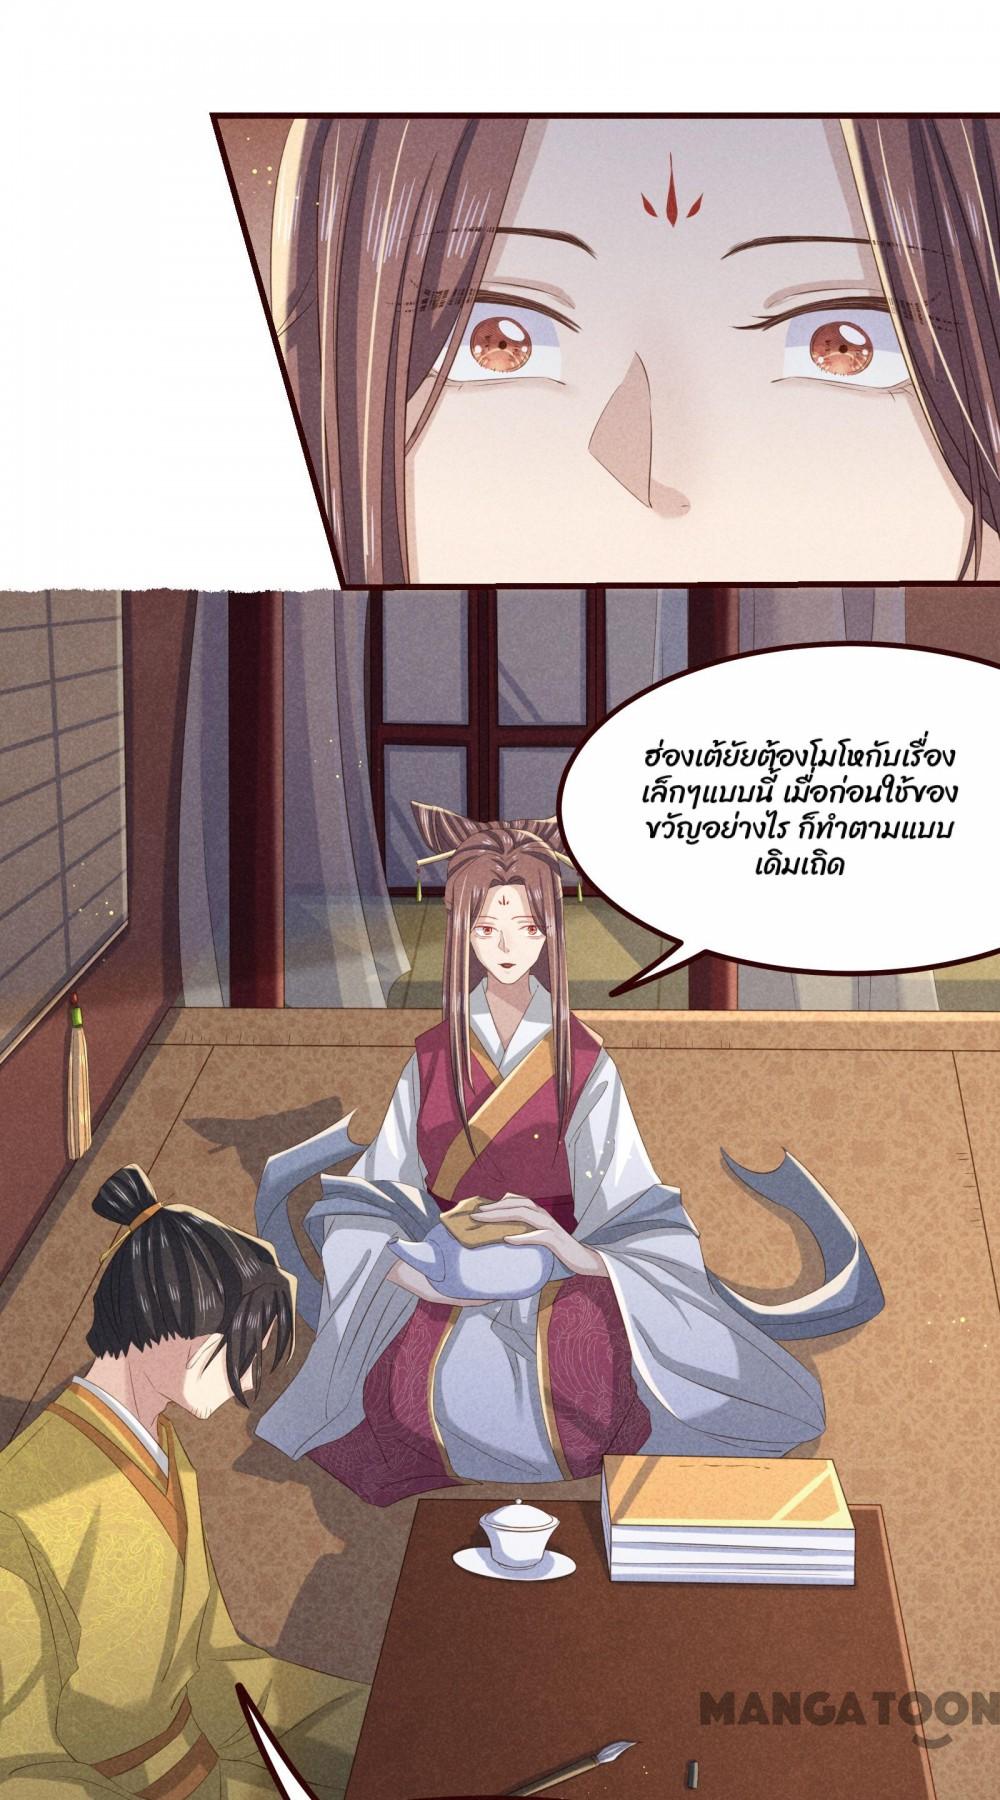 ฮ่องเต้ยัยต้องโมโหกับเรื่อง
เล็กๆแบบนี้ เมื่อก่อนใช้ของ
ขวัญอย่างไร ก็ทำตามแบบ
เดิมเถิด
MANGATOON